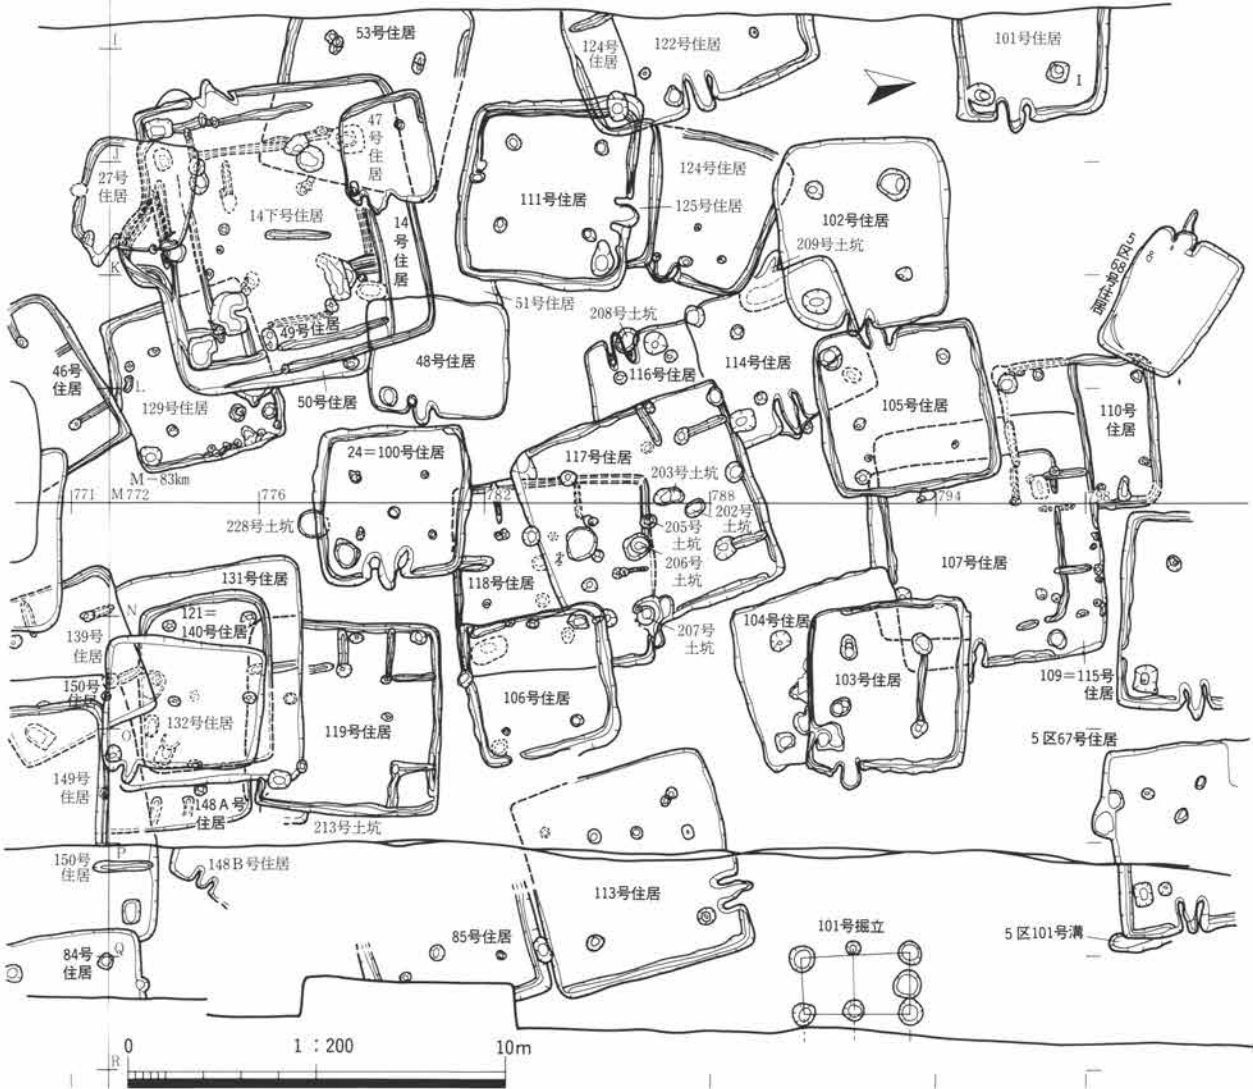 53号住居
124号
住居
122号住居
101号住居
I
I
47
号
住
居
J
27号
住居
14下号住居
14
号
住
居
111号住居
124号住居
125号住居
102号住居
209号土坑
K
51号住居
208号土坑
49号住居
48号住居
116号住居
114号住居
46号
住居
L
129号住居
50号住居
105号住居
110号
住居
24=100号住居
117号住居
203号土坑
M-83km
771
M772
776
782
788
794
798
202号
土坑
228号土坑
205号
土坑
206号
土坑
107号住居
131号住居
118号住居
N
121=
140号住居
139号
住居
207号
土坑
104号住居
103号住居
109=115号
住居
150号
住居
132号住居
O
119号住居
106号住居
5区67号住居
149号
住居
148A号
住居
213号土坑
P
150号
住居
148B号住居
113号住居
101号掘立
5区101号溝
84号
住居
Q
85号住居
R
0
1:200
10m